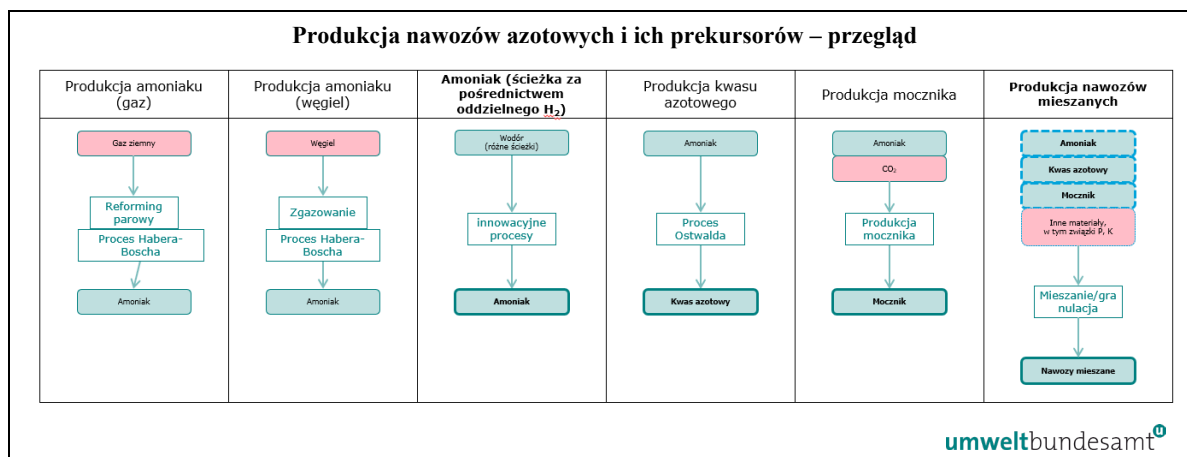 Produkcja nawozów azotowych i ich prekursorów – przegląd
Produkcja amoniaku
(gaz)
Gaz ziemny
Reforming
parowy
Proces Habera-
Boscha
Amoniak
Produkcja amoniaku
(węgiel)
Węgiel
Zgazowanie
Proces Habera-
Boscha
Amoniak
Amoniak (ścieżka za
pośrednictwem
oddzielnego H₂)
Wodór
(różne ścieżki)
innowacyjne
procesy
Amoniak
Produkcja kwasu
azotowego
Amoniak
Proces
Ostwalda
Kwas azotowy
Produkcja mocznika
Amoniak
CO₂
Produkcja
mocznika
Mocznik
Produkcja nawozów
mieszanych
Amoniak
Kwas azotowy
Mocznik
Inne materiały,
w tym związki P, K
Mieszanie/gra
nulacja
Nawozy mieszane
umweltbundesamt u